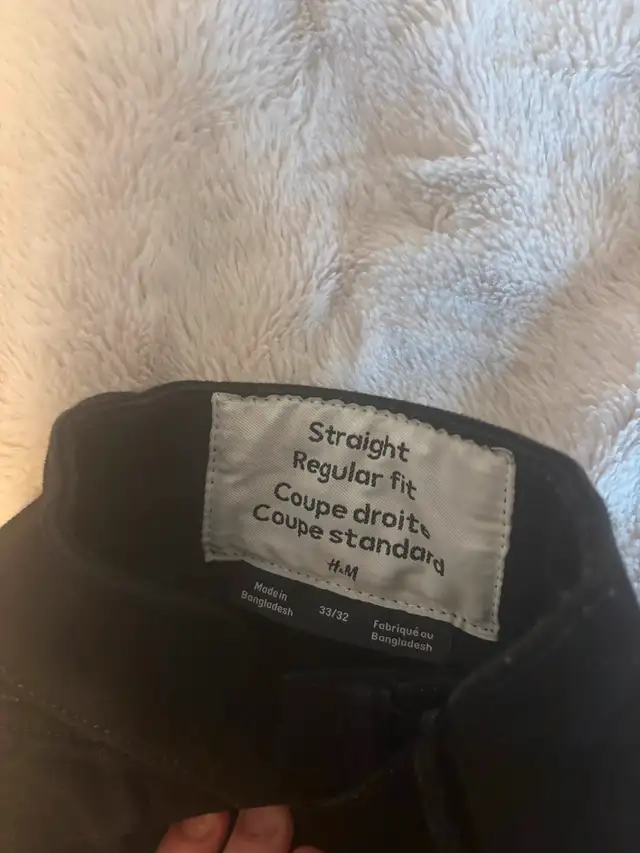 Straight
Regular fit
Coupe droite
Coupe standard
H&M
Made in
Bangladesh
33/32
Fabriqué au
Bangladesh